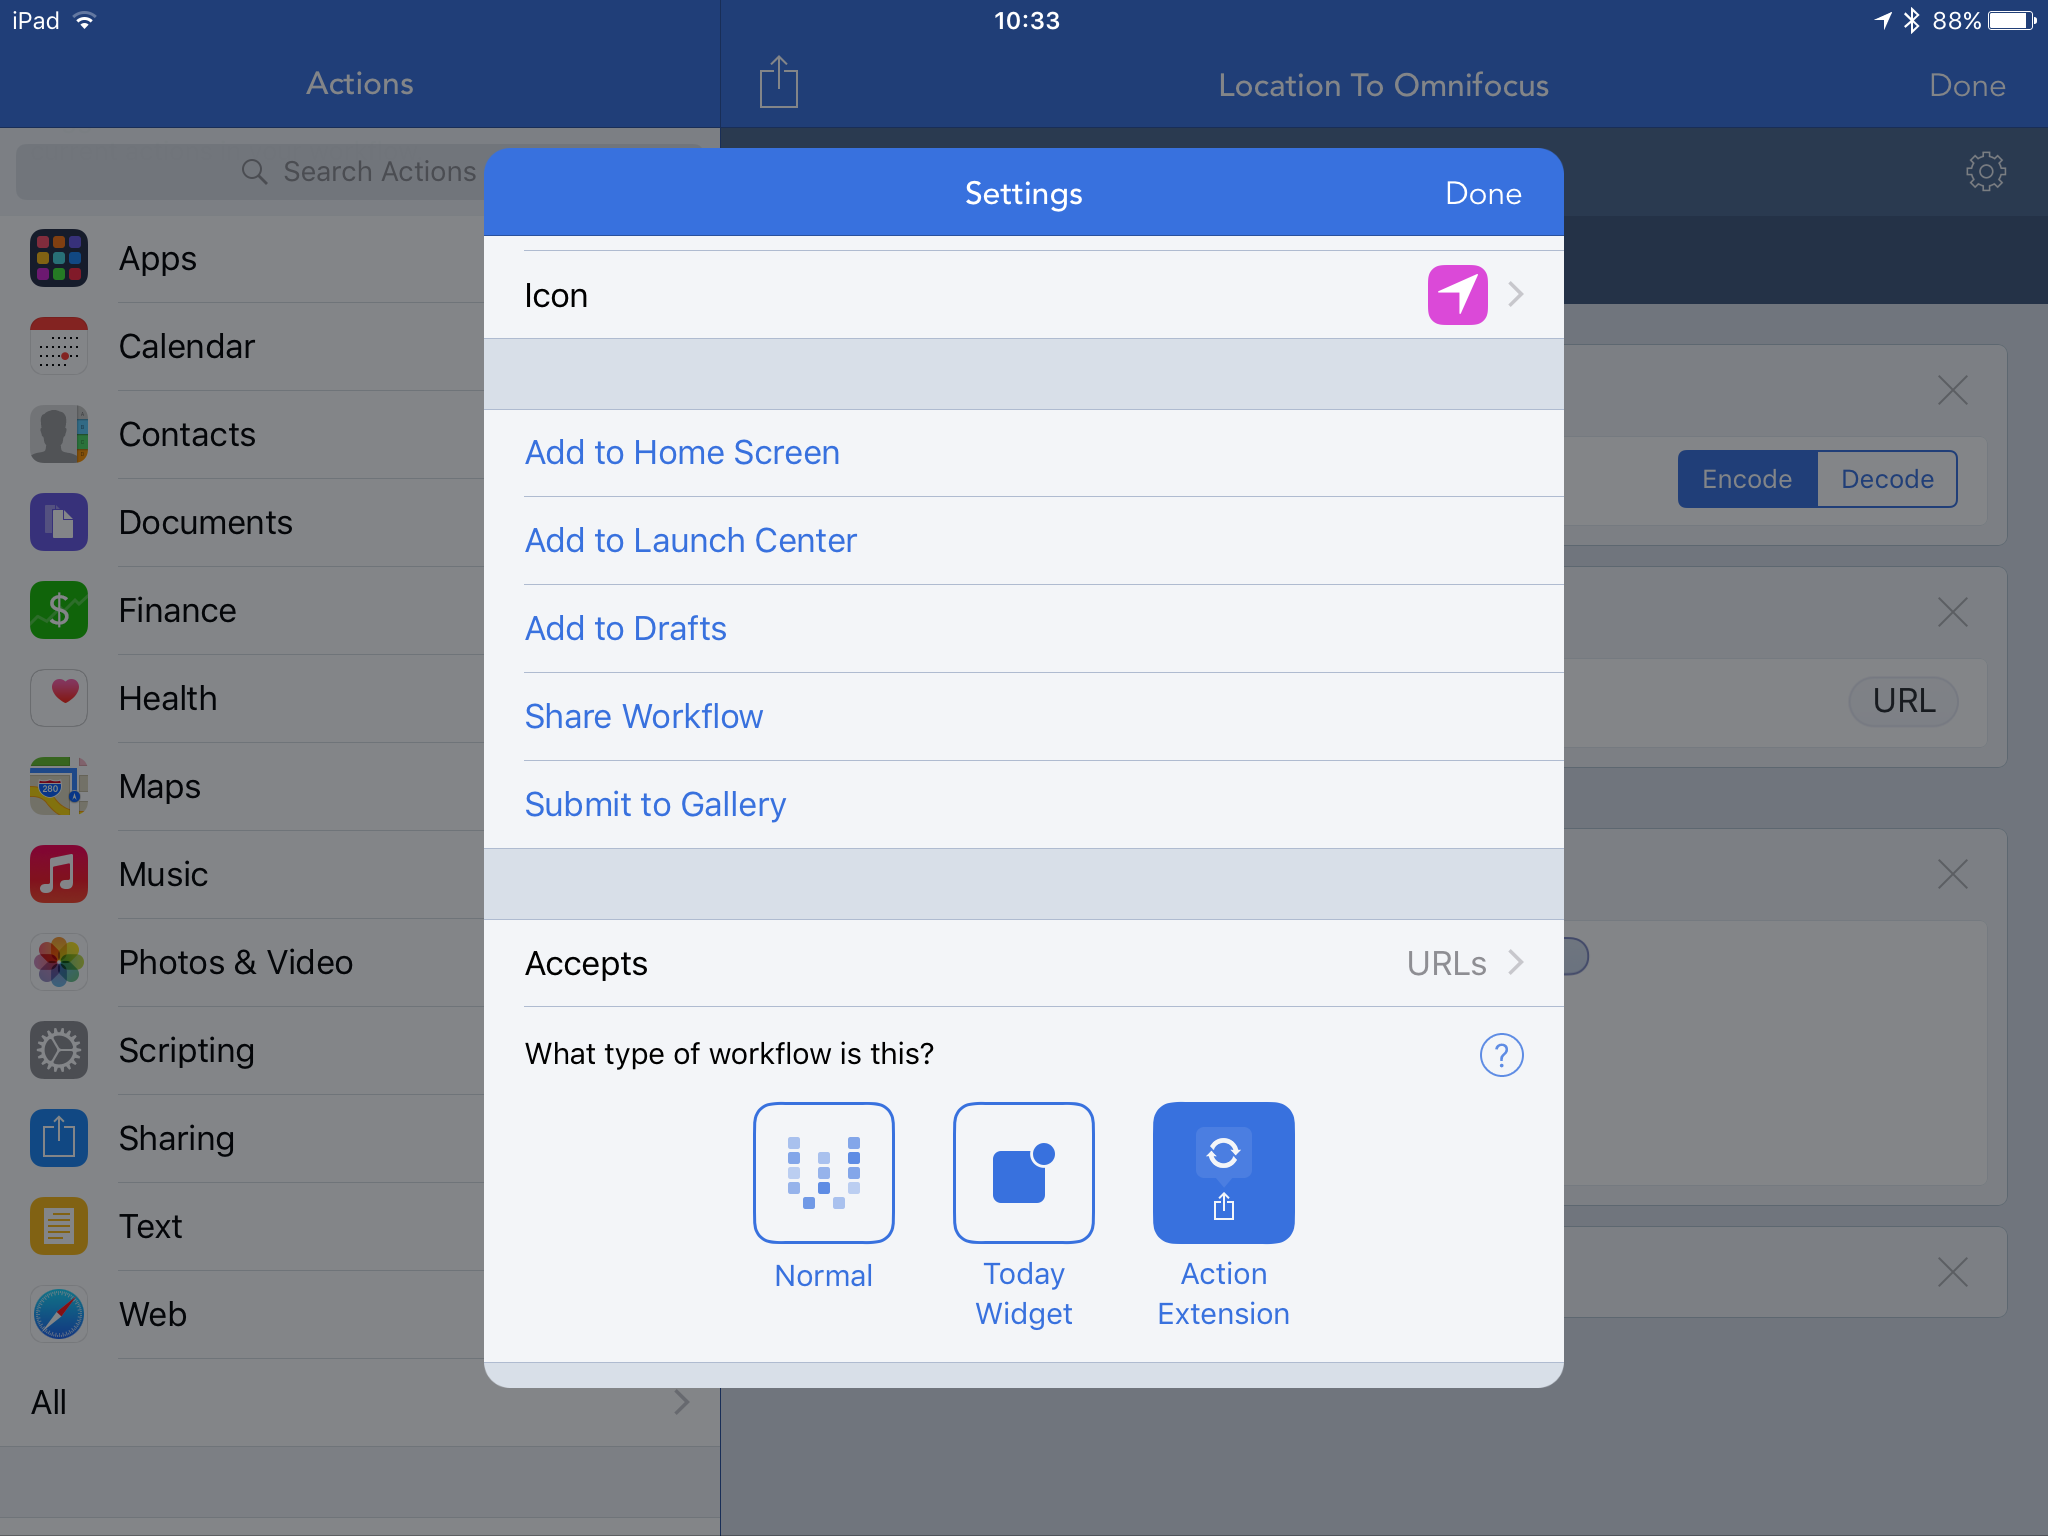 iPad
10:33
88%
Actions
Location To Omnifocus
Done
Search Actions
Apps
Calendar
Contacts
Documents
Finance
$
Health
280
Maps
Music
Photos & Video
Scripting
Sharing
Text
Web
All
Settings
Done
Icon
Add to Home Screen
Add to Launch Center
Add to Drafts
Share Workflow
Submit to Gallery
Accepts
URLs
What type of workflow is this?
?
Normal
Today
Widget
Action
Extension
Encode
Decode
URL